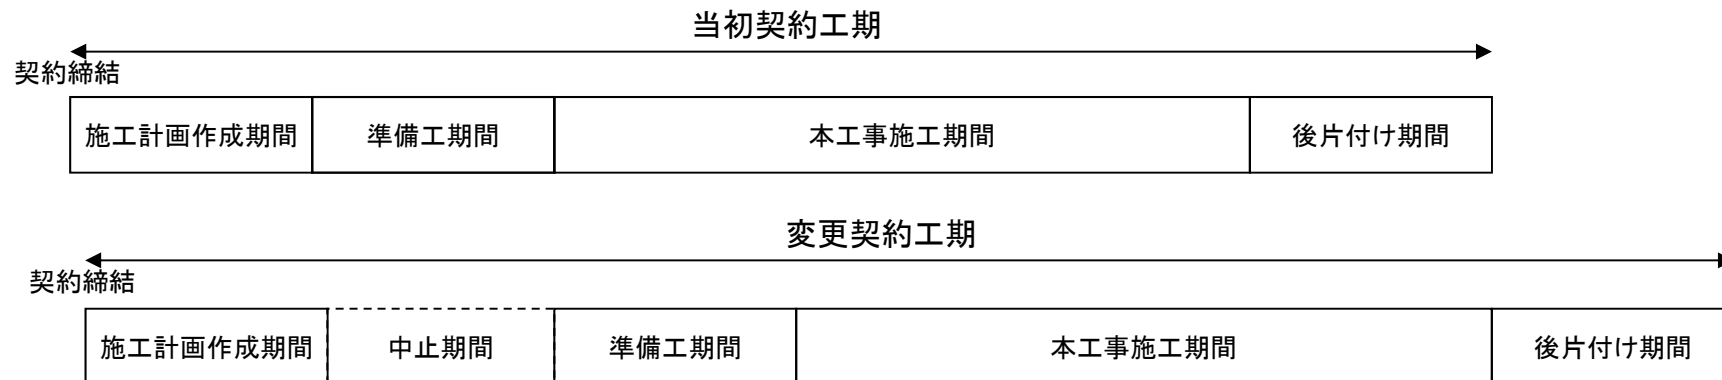 当初契約工期
契約締結
施工計画作成期間 準備工期間 本工事施工期間 後片付け期間
変更契約工期
契約締結
施工計画作成期間 中止期間 準備工期間 本工事施工期間 後片付け期間